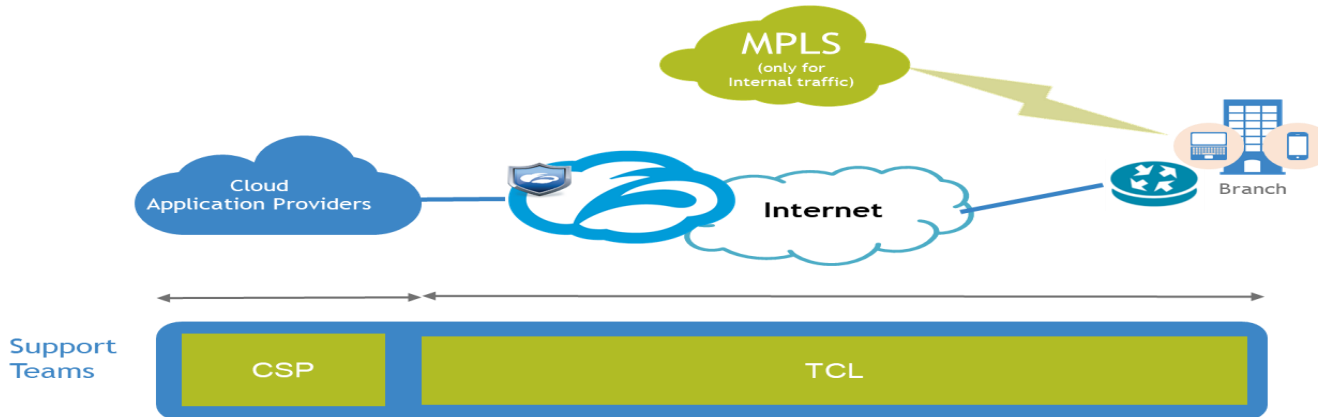 MPLS
(only for
Internal traffic)
Cloud
Application Providers
Internet
Branch
Support
Teams
CSP
TCL